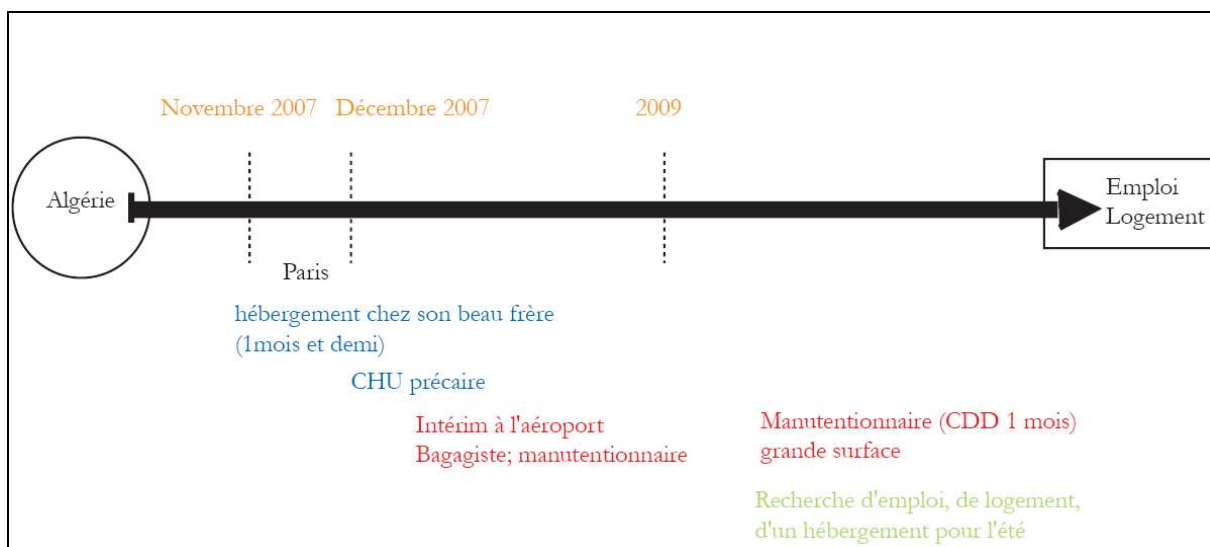 Novembre 2007
Décembre 2007
2009
Algérie
Emploi
Logement
Paris
hébergement chez son beau frère
(1mois et demi)
CHU précaire
Intérim à l'aéroport
Bagagiste; manutentionnaire
Manutentionnaire (CDD 1 mois)
grande surface
Recherche d'emploi, de logement,
d'un hébergement pour l'été